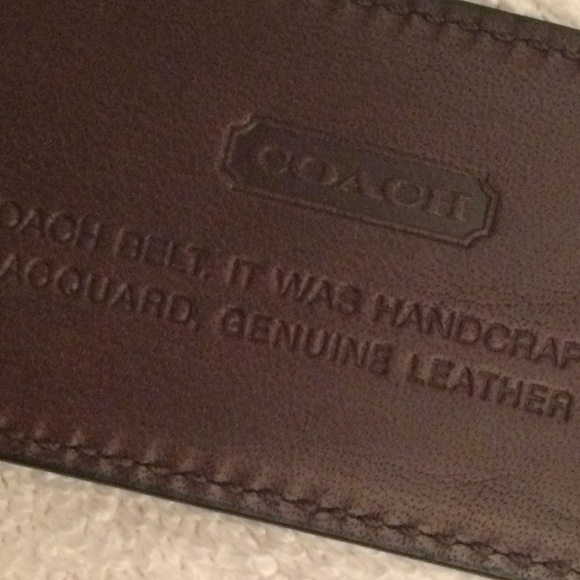 COACH
OACH BELT. IT WAS HANDCRAF
ACQUARD, GENUINE LEATHER